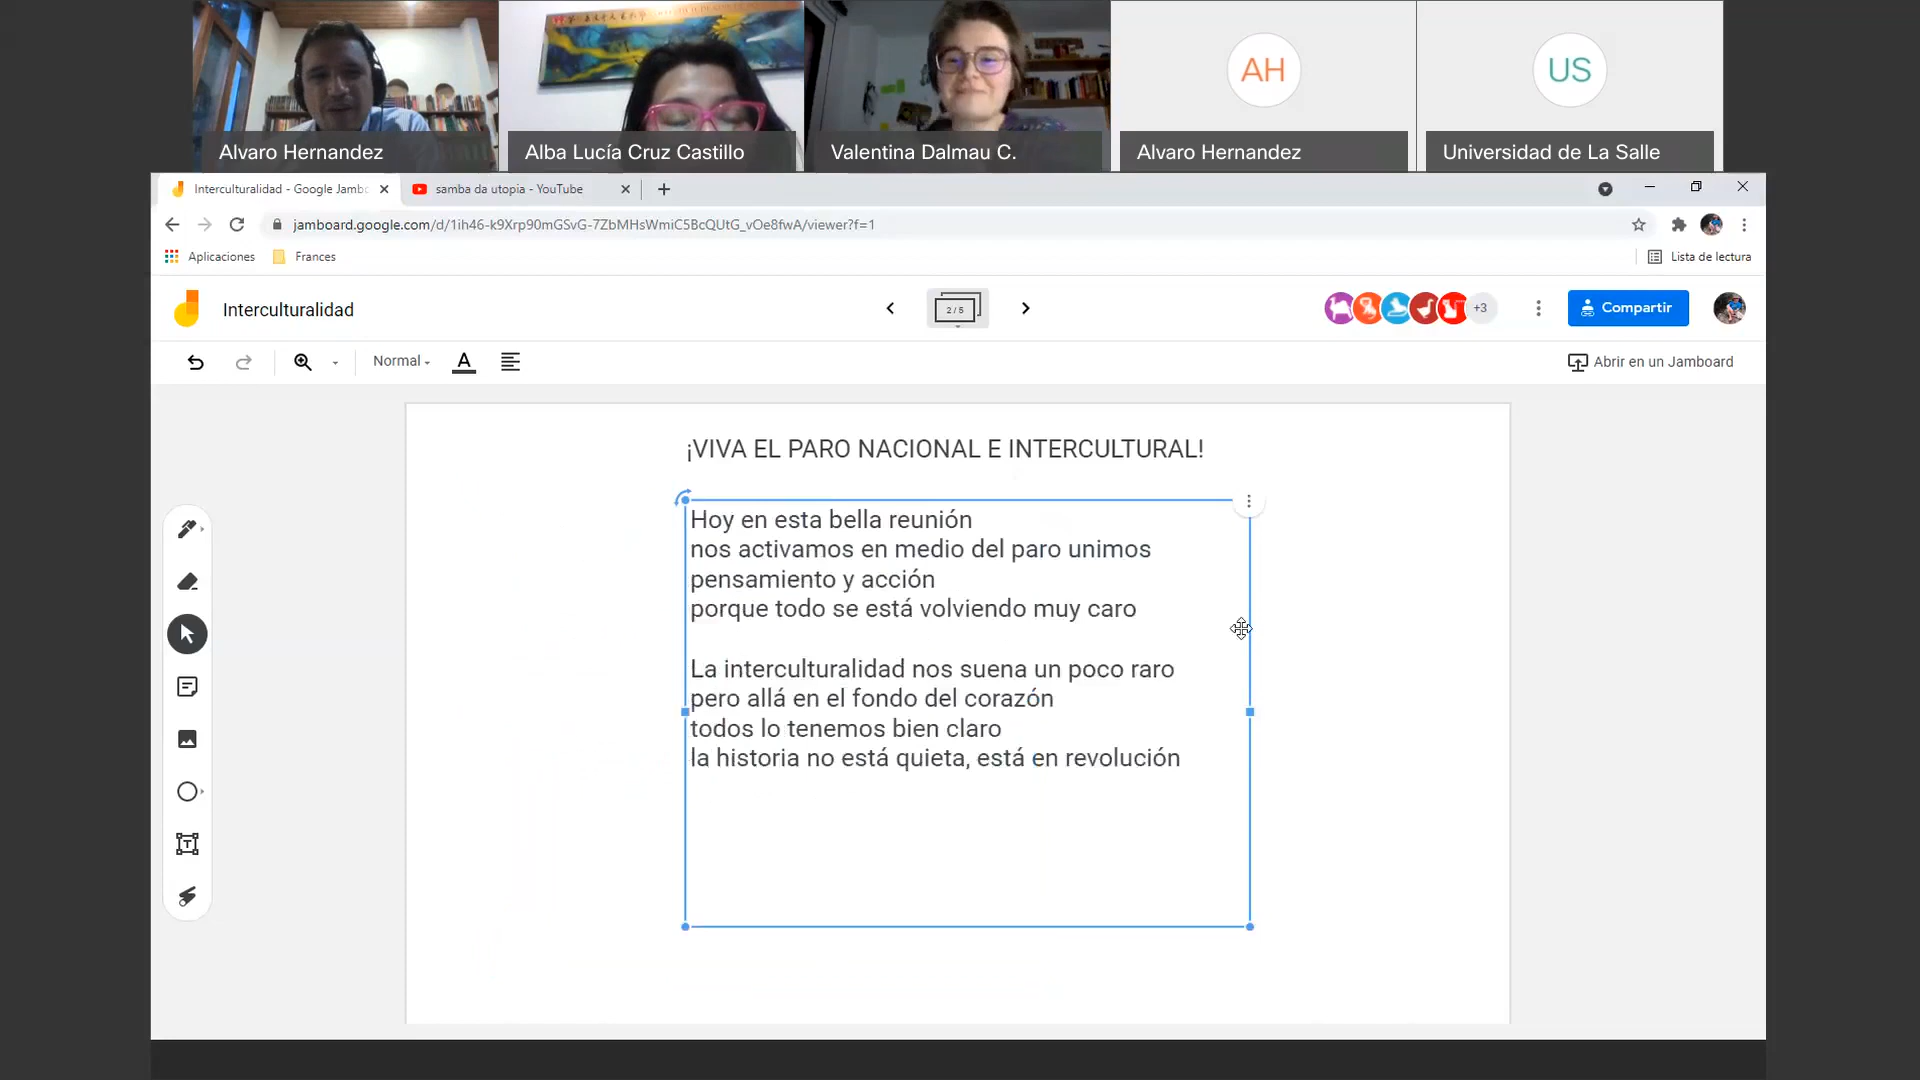 AH
US
Alvaro Hernandez
Alba Lucía Cruz Castillo
Valentina Dalmau C.
Alvaro Hernandez
Universidad de La Salle
Interculturalidad - Google Jambo
samba da utopia - YouTube
jamboard.google.com/d/1ih46-k9Xrp90mGSvG-7ZbMHsWmiC5BcQUtG_vOe8fwA/viewer?f=1
Aplicaciones
Frances
Lista de lectura
Interculturalidad
2 / 5
+3
Compartir
Normal
A
Abrir en un Jamboard
¡VIVA EL PARO NACIONAL E INTERCULTURAL!
Hoy en esta bella reunión
nos activamos en medio del paro unimos
pensamiento y acción
porque todo se está volviendo muy caro
La interculturalidad nos suena un poco raro
pero allá en el fondo del corazón
todos lo tenemos bien claro
la historia no está quieta, está en revolución